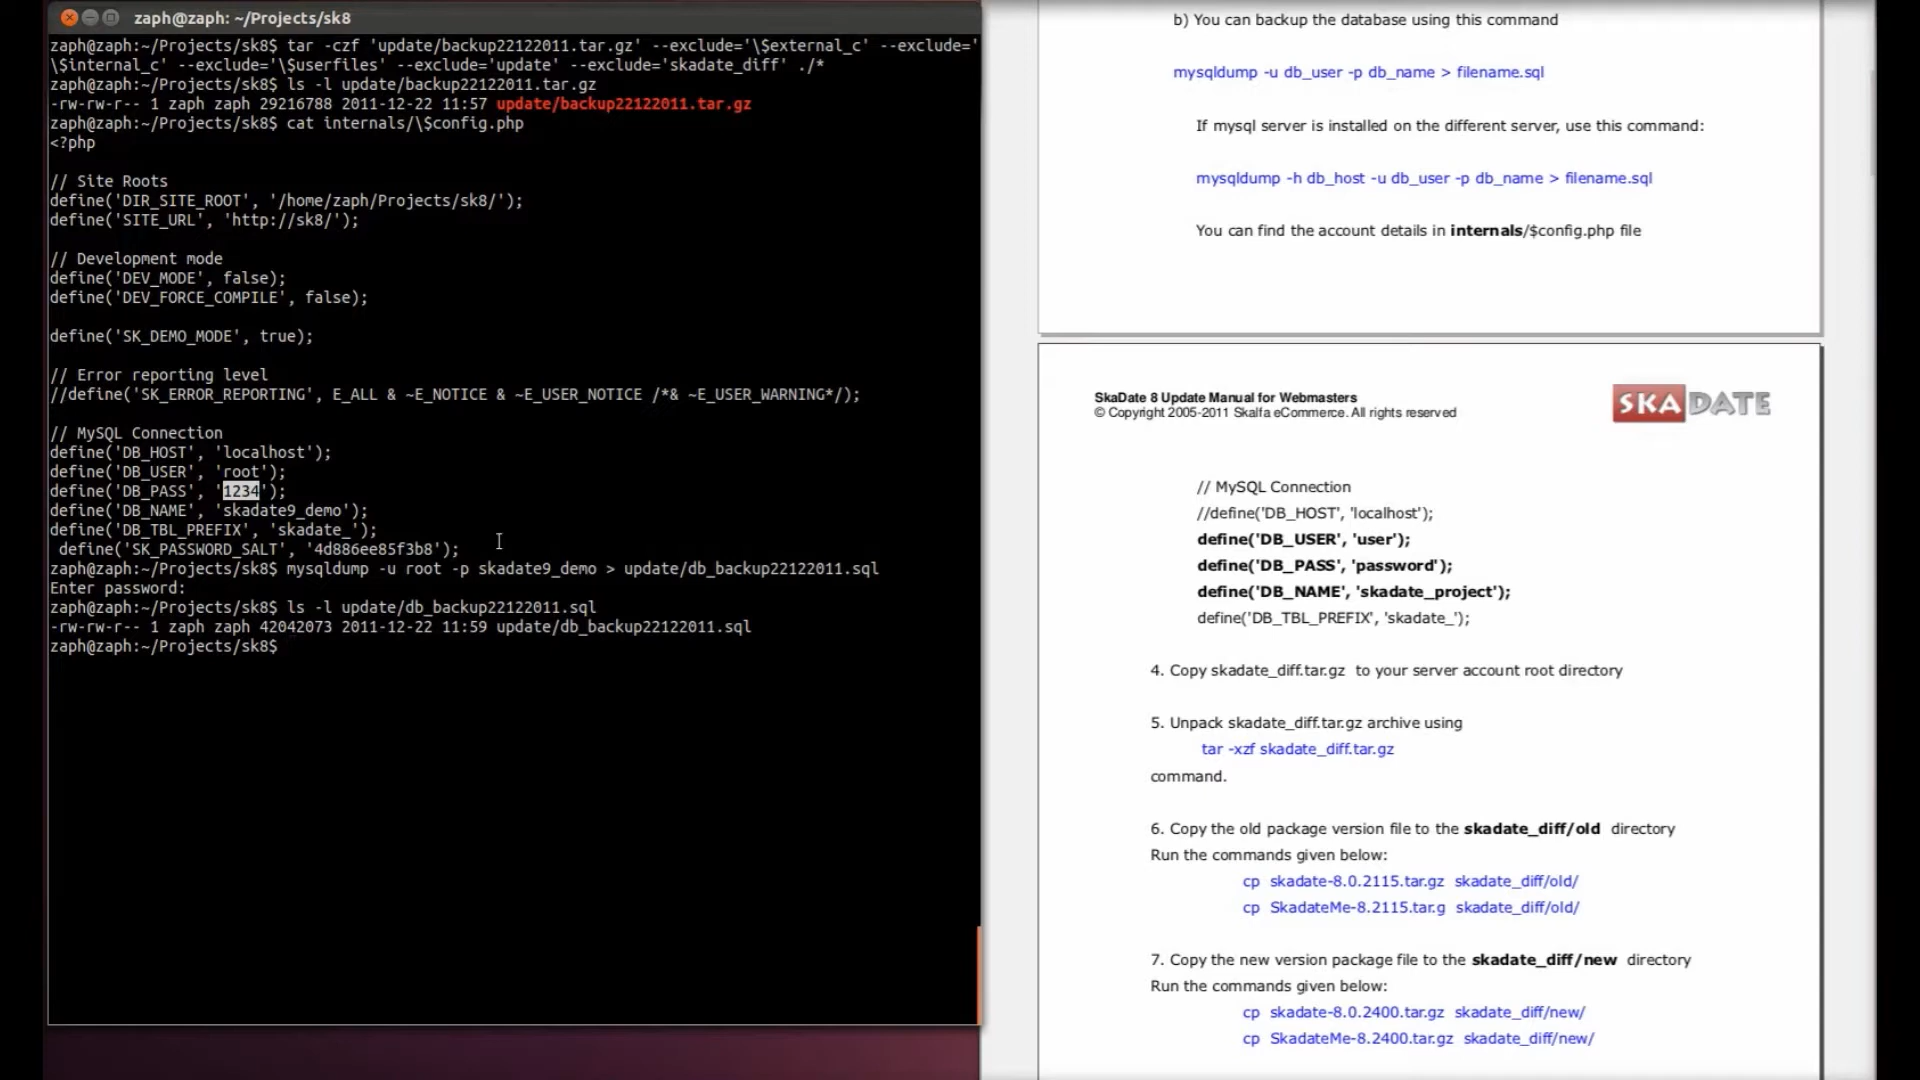 zaph@zaph: ~/Projects/sk8
zaph@zaph:~/Projects/sk8$ tar -czf 'update/backup22122011.tar.gz' --exclude='\$external_c' --exclude='
\$internal_c' --exclude='\$userfiles' --exclude='update' --exclude='skadate_diff' ./*
zaph@zaph:~/Projects/sk8$ ls -l update/backup22122011.tar.gz
-rw-rw-r-- 1 zaph zaph 29216788 2011-12-22 11:57 update/backup22122011.tar.gz
zaph@zaph:~/Projects/sk8$ cat internals/\$config.php
<?php
// Site Roots
define('DIR_SITE_ROOT', '/home/zaph/Projects/sk8/');
define('SITE_URL', 'http://sk8/');
// Development mode
define('DEV_MODE', false);
define('DEV_FORCE_COMPILE', false);
define('SK_DEMO_MODE', true);
// Error reporting level
//define('SK_ERROR_REPORTING', E_ALL & ~E_NOTICE & ~E_USER_NOTICE /*& ~E_USER_WARNING*/);
// MySQL Connection
define('DB_HOST', 'localhost');
define('DB_USER', 'root');
define('DB_PASS', '1234');
define('DB_NAME', 'skadate9_demo');
define('DB_TBL_PREFIX', 'skadate_');
define('SK_PASSWORD_SALT', '4d886ee85f3b8');
zaph@zaph:~/Projects/sk8$ mysqldump -u root -p skadate9_demo > update/db_backup22122011.sql
Enter password:
zaph@zaph:~/Projects/sk8$ ls -l update/db_backup22122011.sql
-rw-rw-r-- 1 zaph zaph 42042073 2011-12-22 11:59 update/db_backup22122011.sql
zaph@zaph:~/Projects/sk8$
b) You can backup the database using this command
mysqldump -u db_user -p db_name > filename.sql
If mysql server is installed on the different server, use this command:
mysqldump -h db_host -u db_user -p db_name > filename.sql
You can find the account details in internals/$config.php file
SkaDate 8 Update Manual for Webmasters
© Copyright 2005-2011 Skalfa eCommerce. All rights reserved
SKADATE
// MySQL Connection
//define('DB_HOST', 'localhost');
define('DB_USER', 'user');
define('DB_PASS', 'password');
define('DB_NAME', 'skadate_project');
define('DB_TBL_PREFIX', 'skadate_');
4. Copy skadate_diff.tar.gz to your server account root directory
5. Unpack skadate_diff.tar.gz archive using
tar -xzf skadate_diff.tar.gz
command.
6. Copy the old package version file to the skadate_diff/old directory
Run the commands given below:
cp skadate-8.0.2115.tar.gz skadate_diff/old/
cp SkadateMe-8.2115.tar.g skadate_diff/old/
7. Copy the new version package file to the skadate_diff/new directory
Run the commands given below:
cp skadate-8.0.2400.tar.gz skadate_diff/new/
cp SkadateMe-8.2400.tar.gz skadate_diff/new/